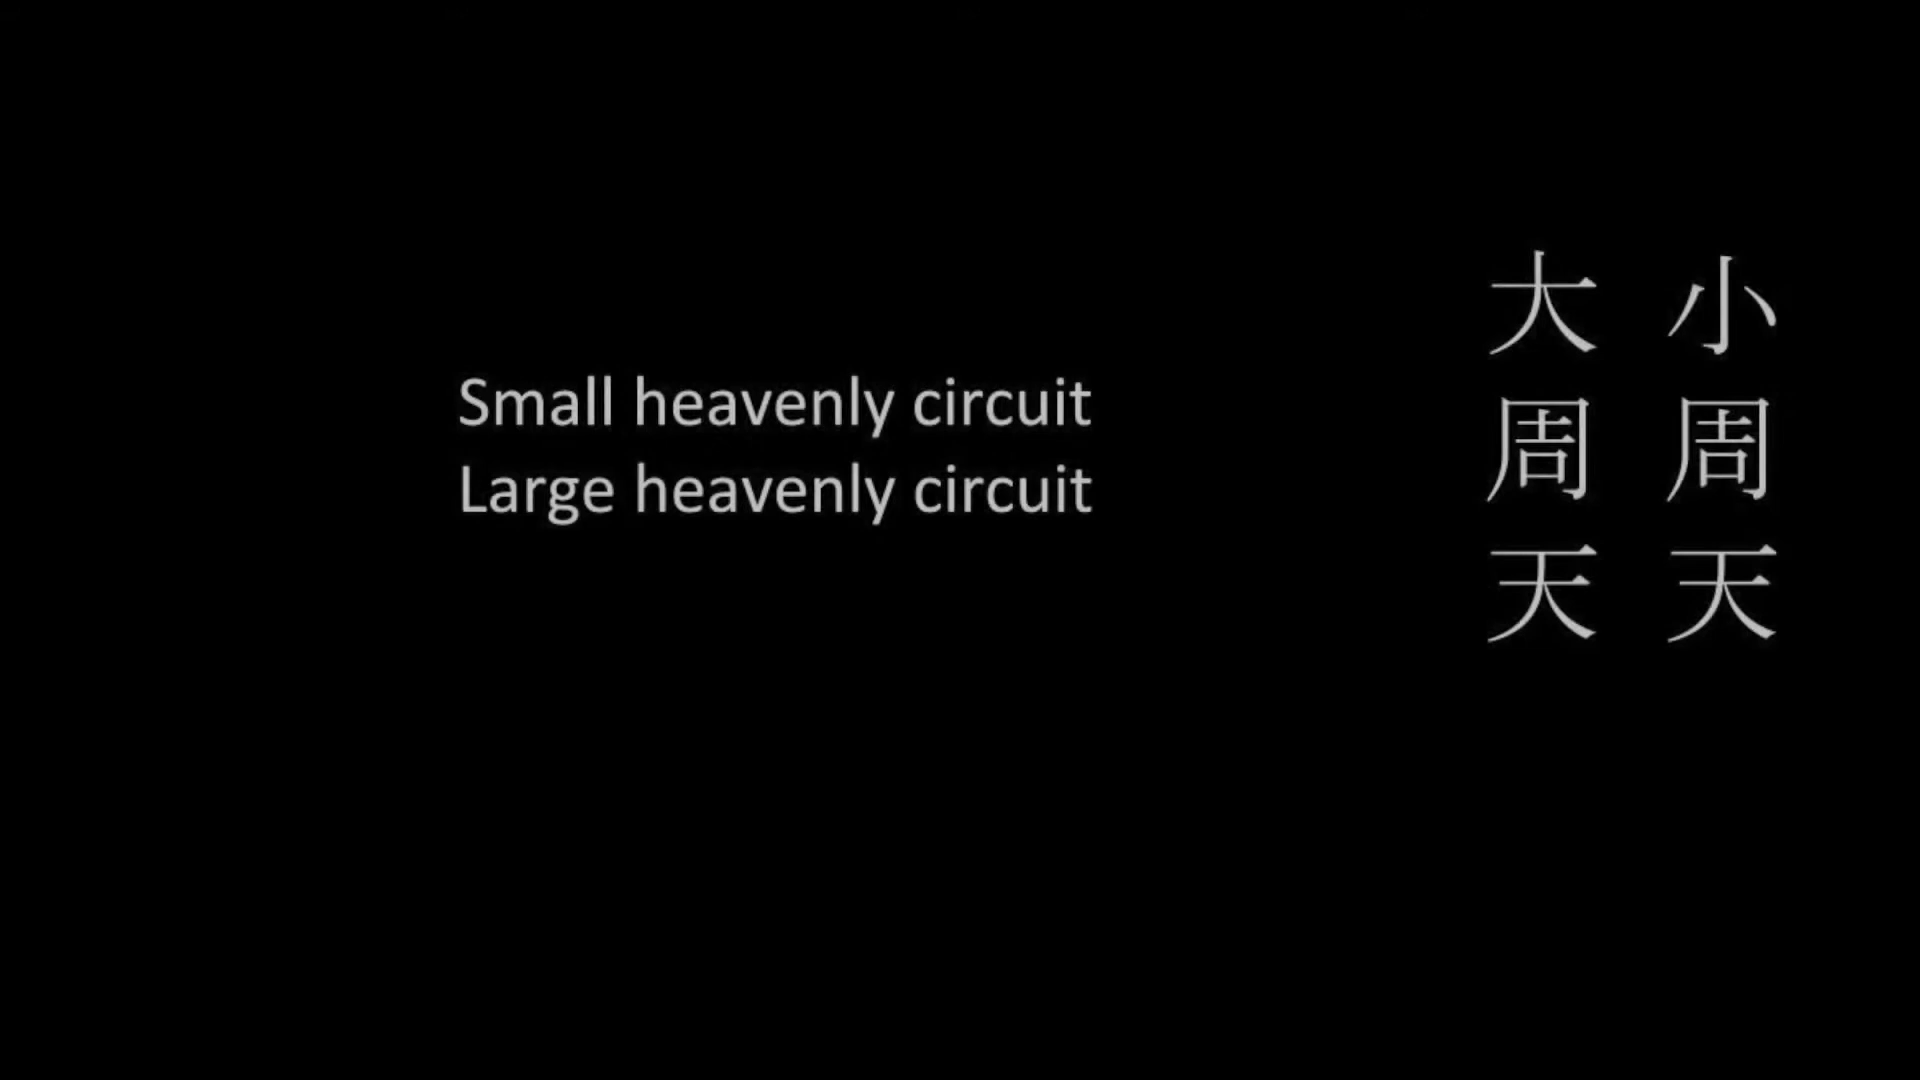 Small heavenly circuit
Large heavenly circuit
小周天
大周天